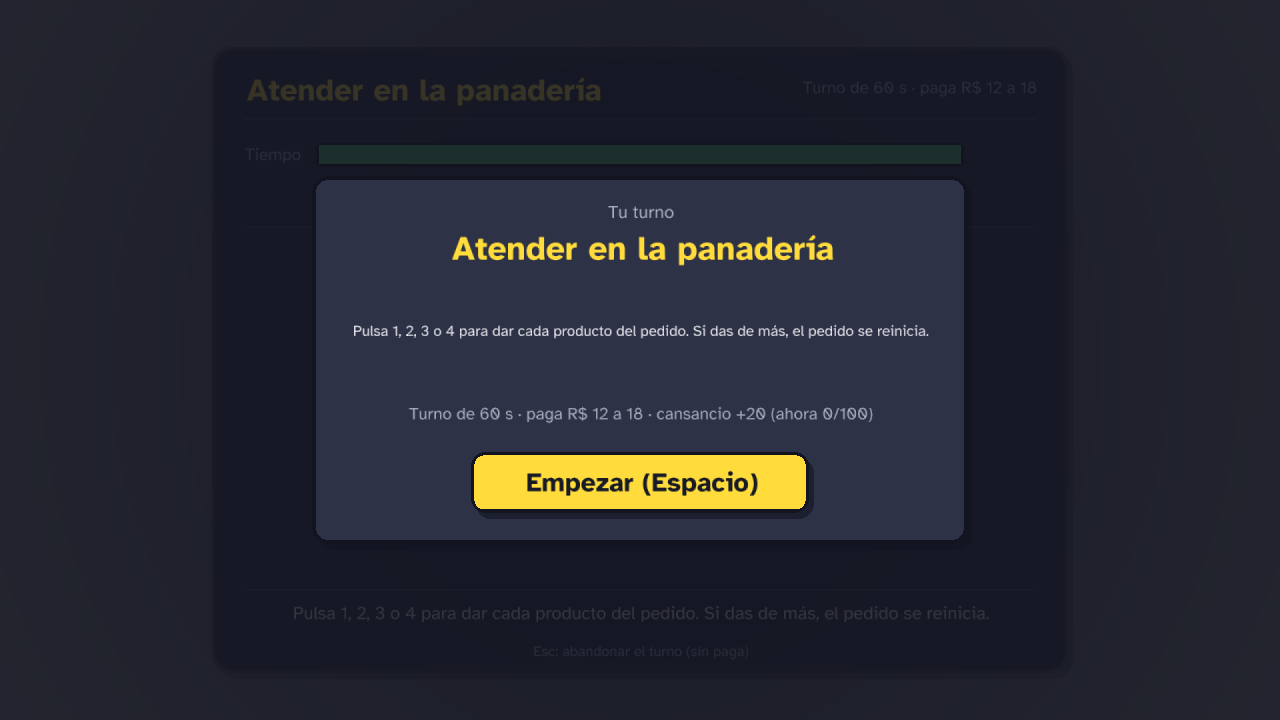 Atender en la panadería
Turno de 60 s · paga R$ 12 a 18
Tiempo
Tu turno
Atender en la panadería
Pulsa 1, 2, 3 o 4 para dar cada producto del pedido. Si das de más, el pedido se reinicia.
Turno de 60 s · paga R$ 12 a 18 · cansancio +20 (ahora 0/100)
Empezar (Espacio)
Pulsa 1, 2, 3 o 4 para dar cada producto del pedido. Si das de más, el pedido se reinicia.
Esc: abandonar el turno (sin paga)